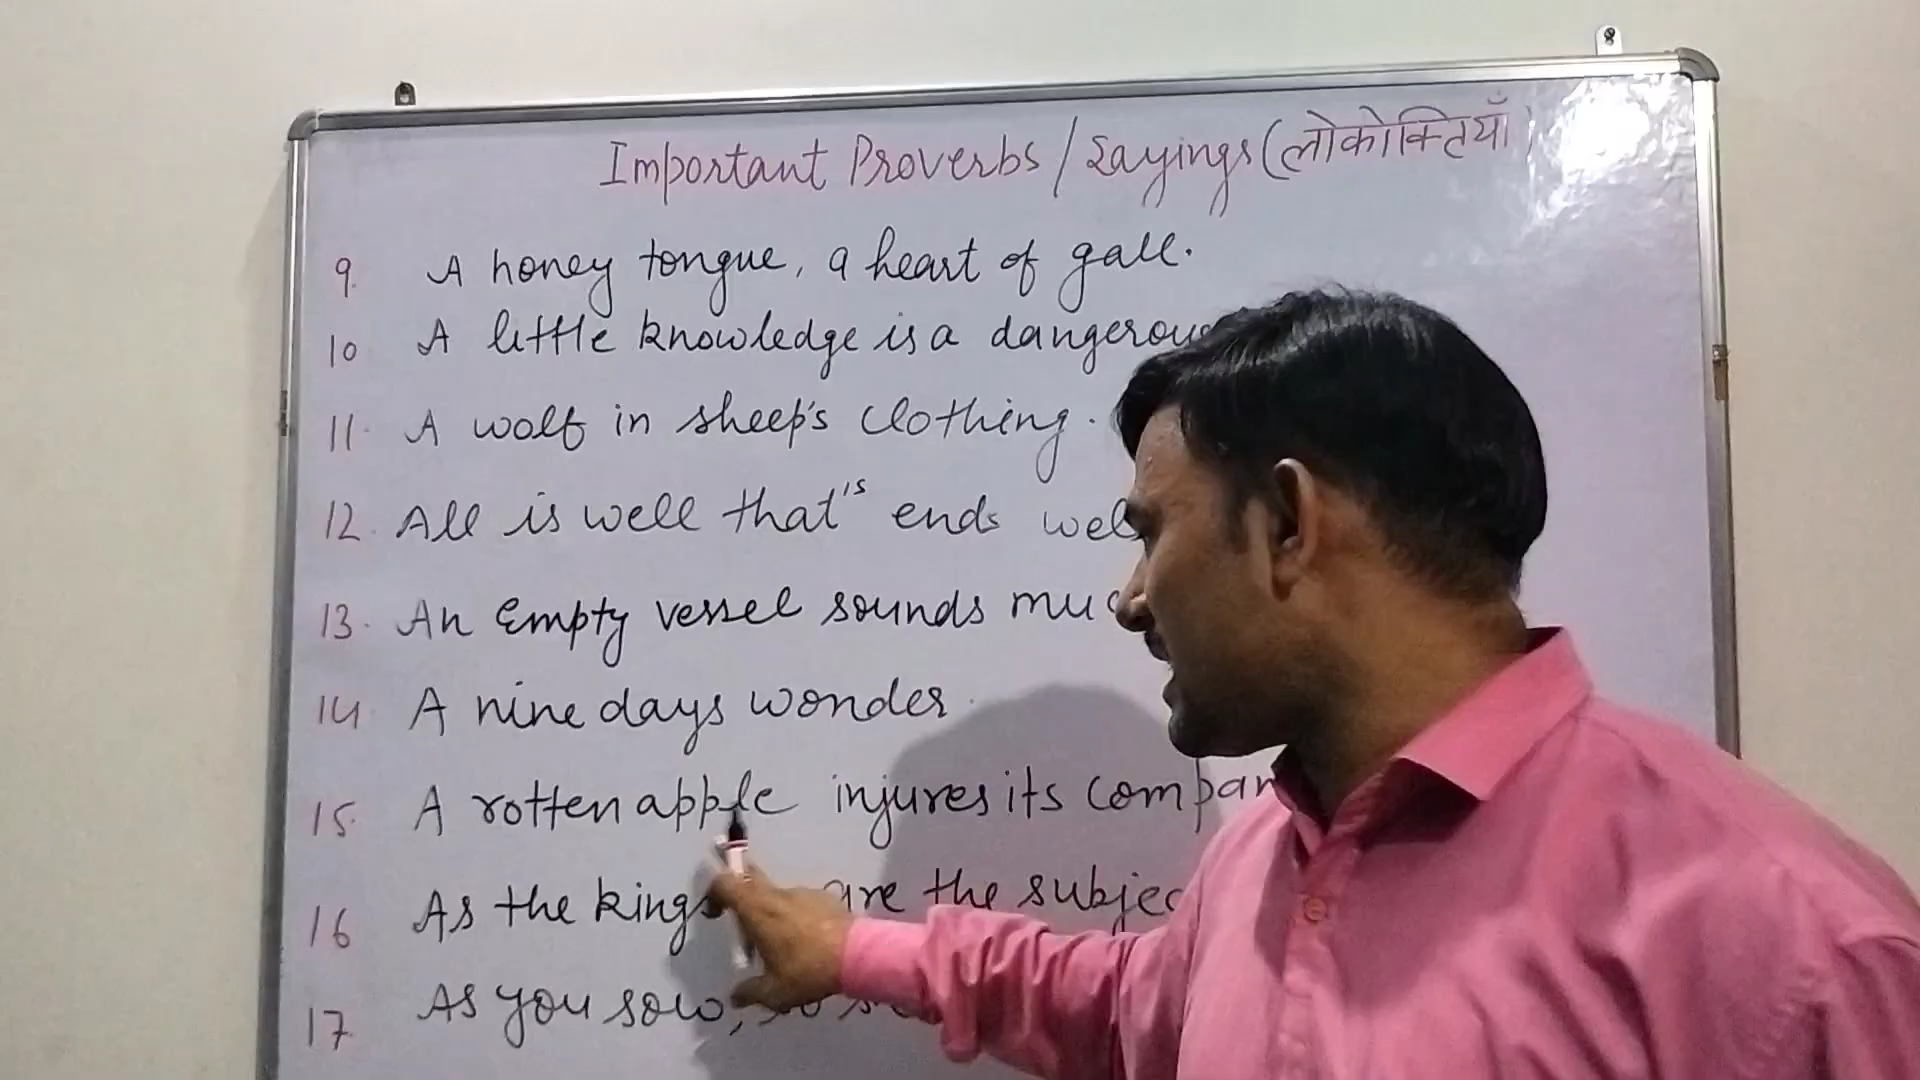 Important Proverbs / Sayings (लोकोक्तियाँ)
9. A honey tongue, a heart of gall.
10 A little knowledge is a dangerous
11. A wolf in sheep's clothing.
12. All is well that's ends
13. An Empty vessel sounds
14 A nine days wonder.
15. A rotten apple injures its
16 As the kings are the
17 As you sow,